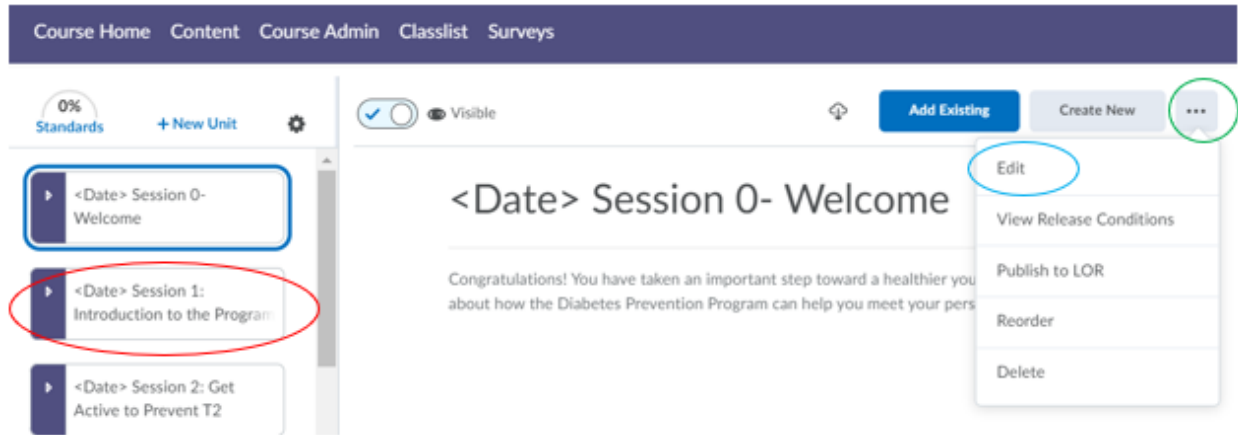 Course Home Content Course Admin Classlist Surveys
0%
Standards
+ New Unit
<Date> Session 0-
Welcome
<Date> Session 1:
Introduction to the Program
<Date> Session 2: Get
Active to Prevent T2
Visible
Add Existing
Create New
...
<Date> Session 0- Welcome
Congratulations! You have taken an important step toward a healthier you
about how the Diabetes Prevention Program can help you meet your pers
Edit
View Release Conditions
Publish to LOR
Reorder
Delete